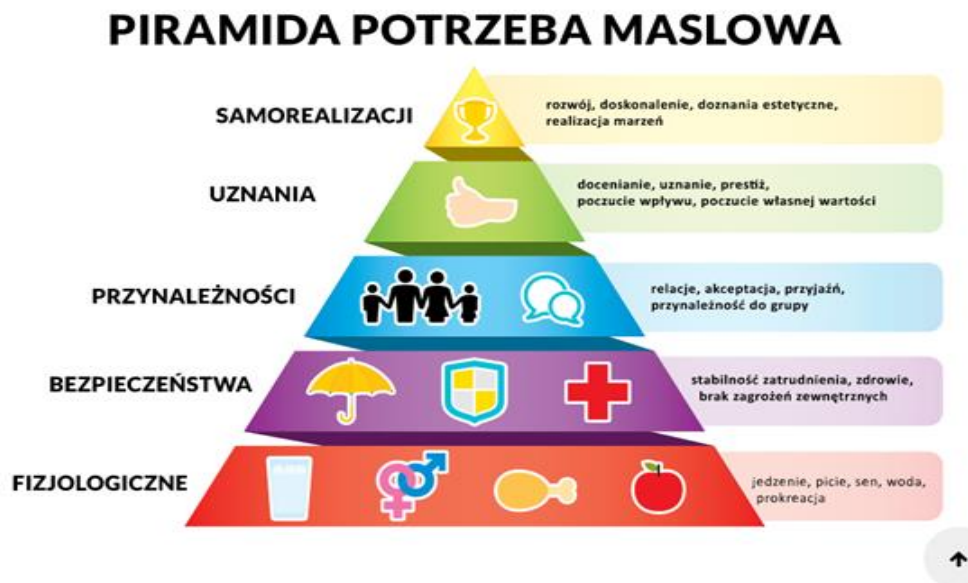 PIRAMIDA POTRZEBA MASLOWA
SAMOREALIZACJI
rozwój, doskonalenie, doznania estetyczne,
realizacja marzeń
UZNANIA
docenianie, uznanie, prestiż,
poczucie wpływu, poczucie własnej wartości
PRZYNALEŻNOŚCI
relacje, akceptacja, przyjaźń,
przynależność do grupy
BEZPIECZEŃSTWA
stabilność zatrudnienia, zdrowie,
brak zagrożeń zewnętrznych
FIZJOLOGICZNE
jedzenie, picie, sen, woda,
prokreacja